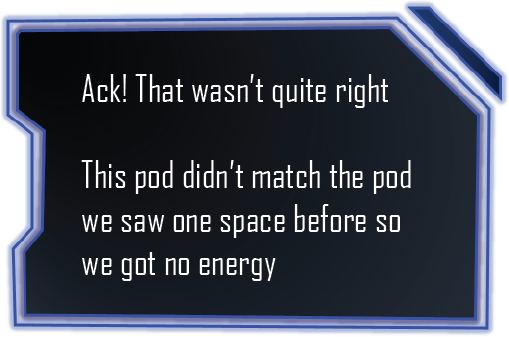 Ack! That wasn't quite right
This pod didn't match the pod
we saw one space before so
we got no energy